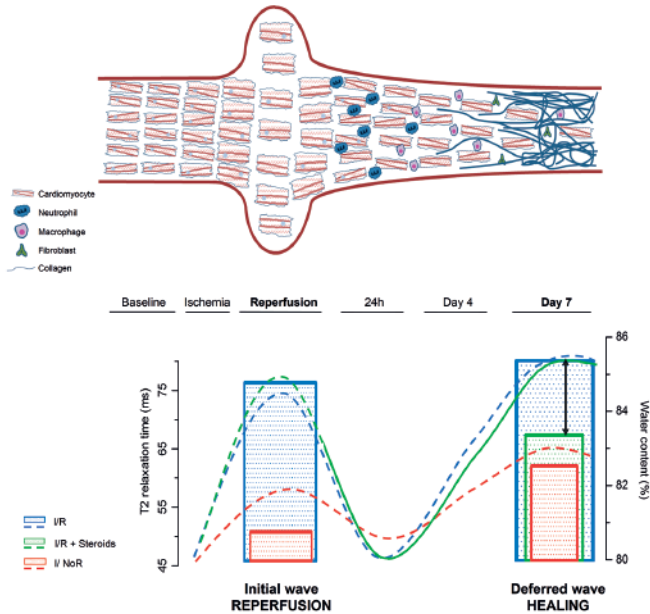 Cardiomyocyte
Neutrophil
Macrophage
Fibroblast
Collagen
Baseline Ischemia Reperfusion 24h Day 4 Day 7
T2 relaxation time (ms)
75
65
55
45
86
84
82
80
Water content (%)
I/R
I/R + Steroids
I/ NoR
Initial wave
REPERFUSION
Deferred wave
HEALING